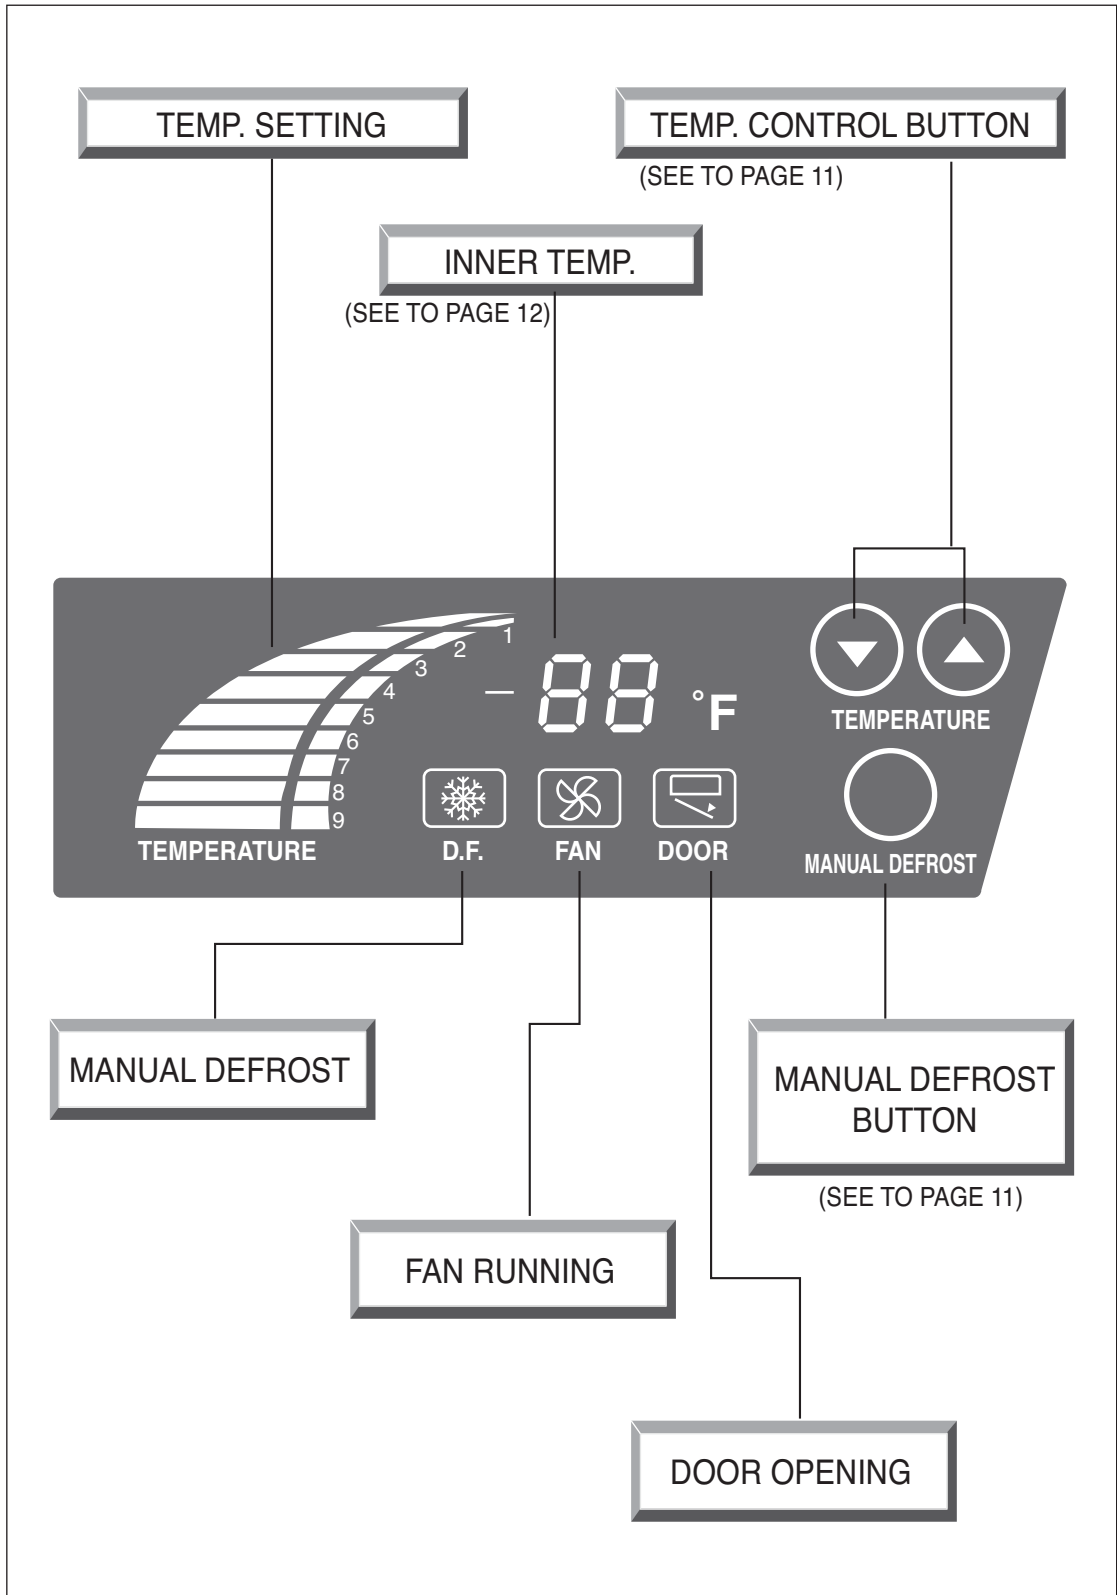 TEMP. SETTING
TEMP. CONTROL BUTTON
(SEE TO PAGE 11)
INNER TEMP.
(SEE TO PAGE 12)
1
2
3
4
5
6
7
8
9
TEMPERATURE
-88 °F
D.F.
FAN
DOOR
TEMPERATURE
MANUAL DEFROST
MANUAL DEFROST
MANUAL DEFROST
BUTTON
(SEE TO PAGE 11)
FAN RUNNING
DOOR OPENING